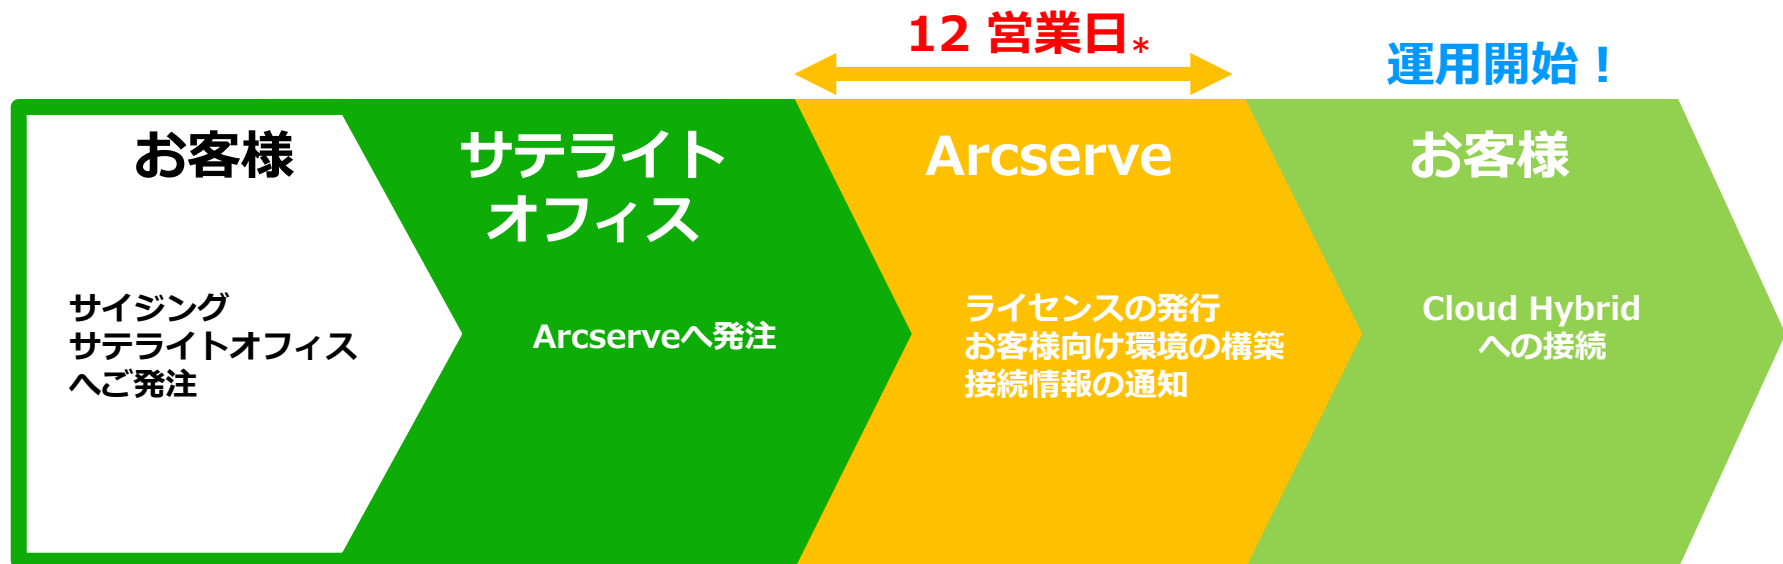 12 営業日*
運用開始！
お客様
サイジング
サテライトオフィス
へご発注
サテライト
オフィス
Arcserveへ発注
Arcserve
ライセンスの発行
お客様向け環境の構築
接続情報の通知
お客様
Cloud Hybrid
への接続